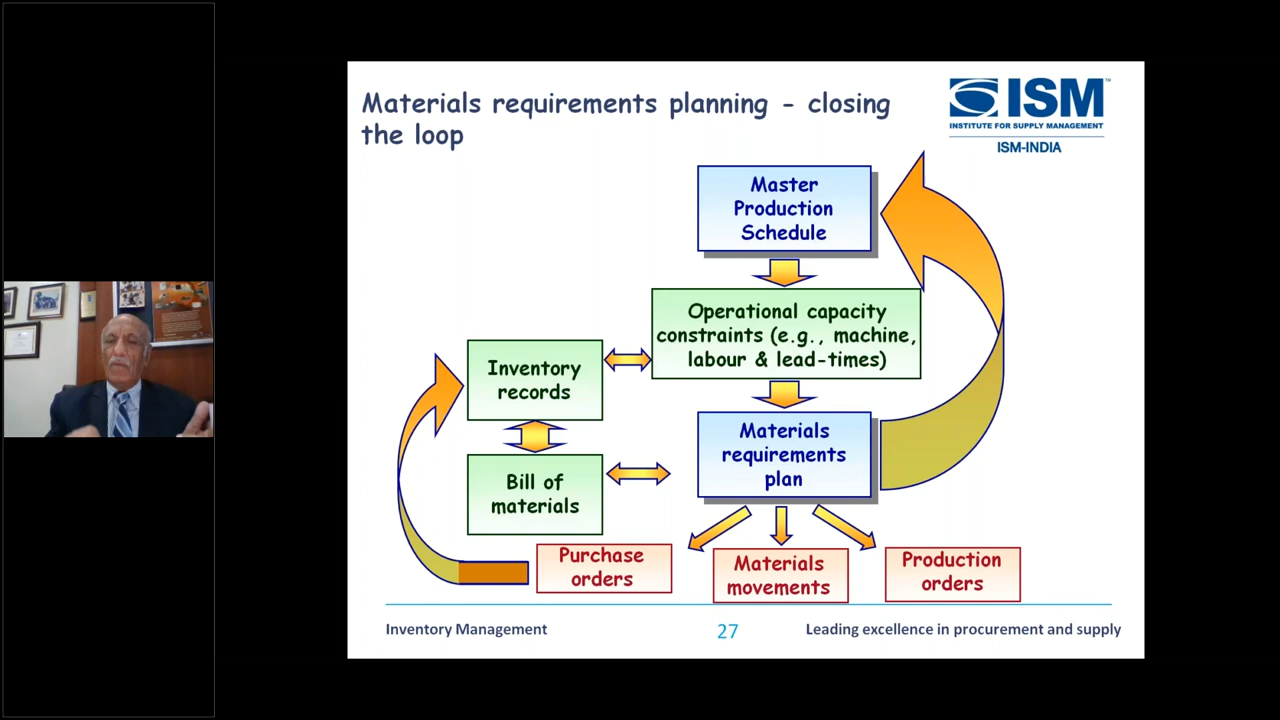 Materials requirements planning - closing
the loop
ISM™
INSTITUTE FOR SUPPLY MANAGEMENT
ISM-INDIA
Master
Production
Schedule
Operational capacity
constraints (e.g., machine,
labour & lead-times)
Inventory
records
Materials
requirements
plan
Bill of
materials
Purchase
orders
Materials
movements
Production
orders
Inventory Management
27
Leading excellence in procurement and supply